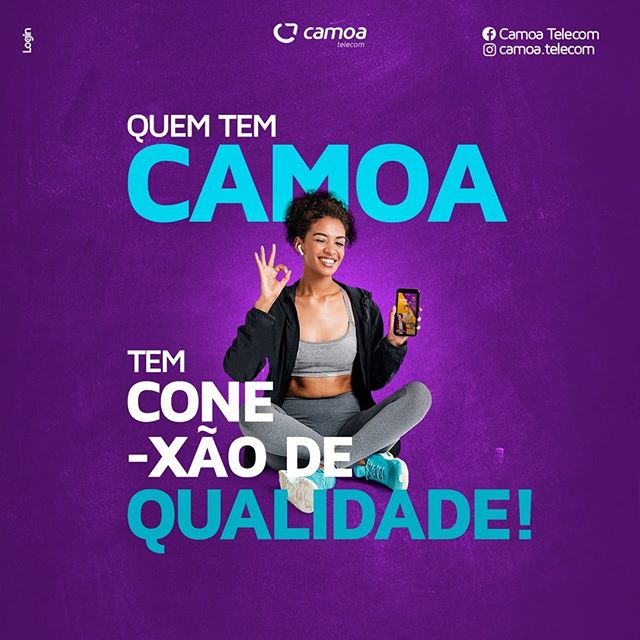 Login
camoa
telecom
Camoa Telecom
camoa.telecom
QUEM TEM
CAMOA
TEM
CONE
-XÃO DE
QUALIDADE!